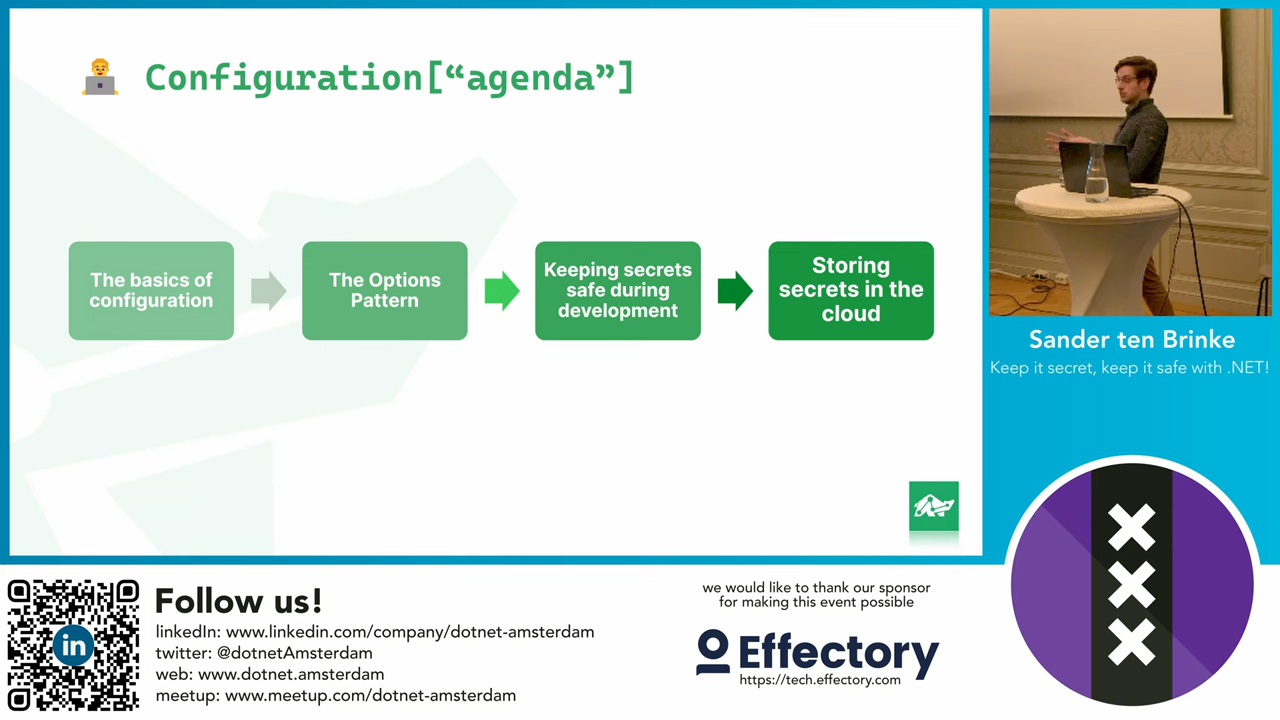 Configuration[“agenda”]
The basics of
configuration
The Options
Pattern
Keeping secrets
safe during
development
Storing
secrets in the
cloud
Sander ten Brinke
Keep it secret, keep it safe with .NET!
Follow us!
linkedIn: www.linkedin.com/company/dotnet-amsterdam
twitter: @dotnetAmsterdam
web: www.dotnet.amsterdam
meetup: www.meetup.com/dotnet-amsterdam
in
we would like to thank our sponsor
for making this event possible
Effectory
https://tech.effectory.com